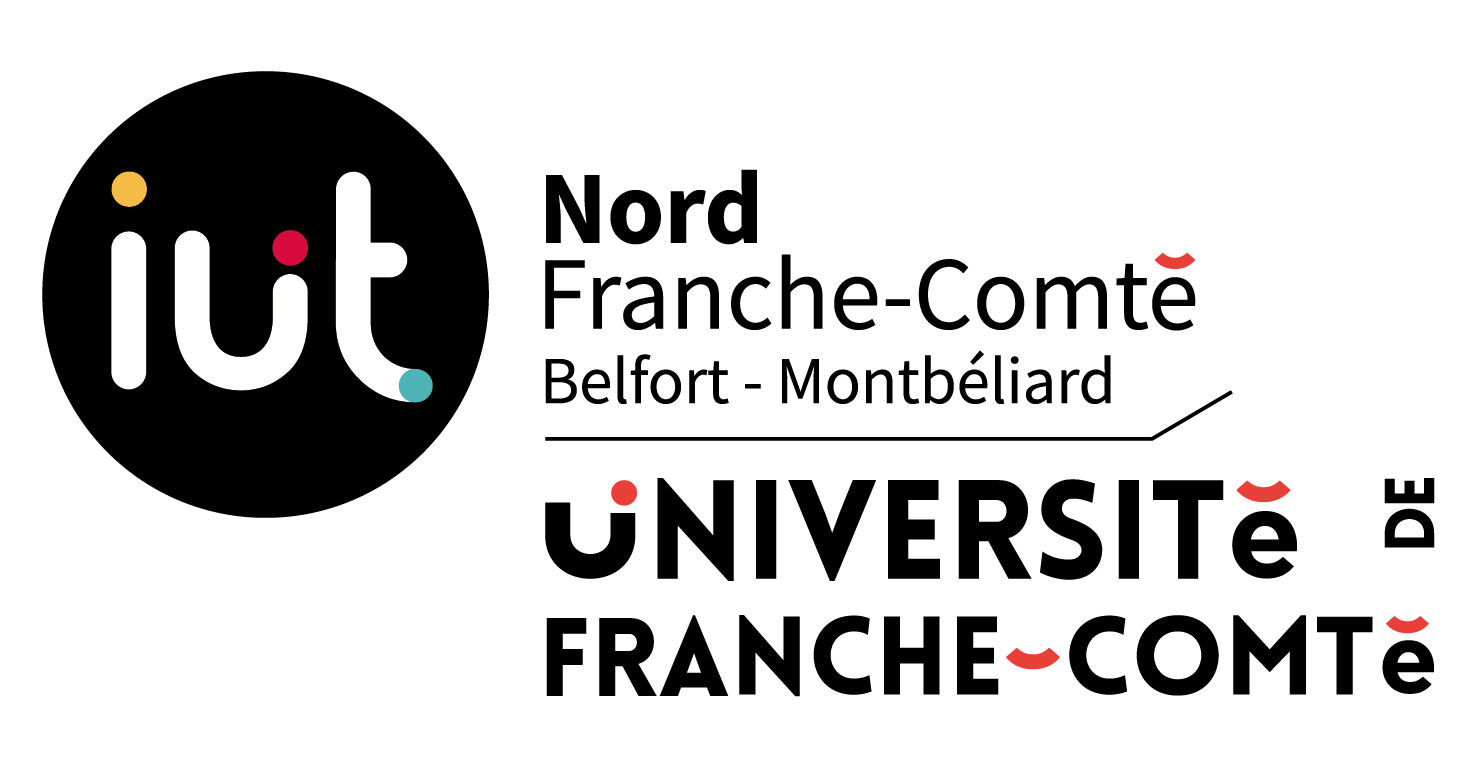 iut
Nord
Franche-Comté
Belfort - Montbéliard
UNIVERSITé DE
FRANCHE-COMTé